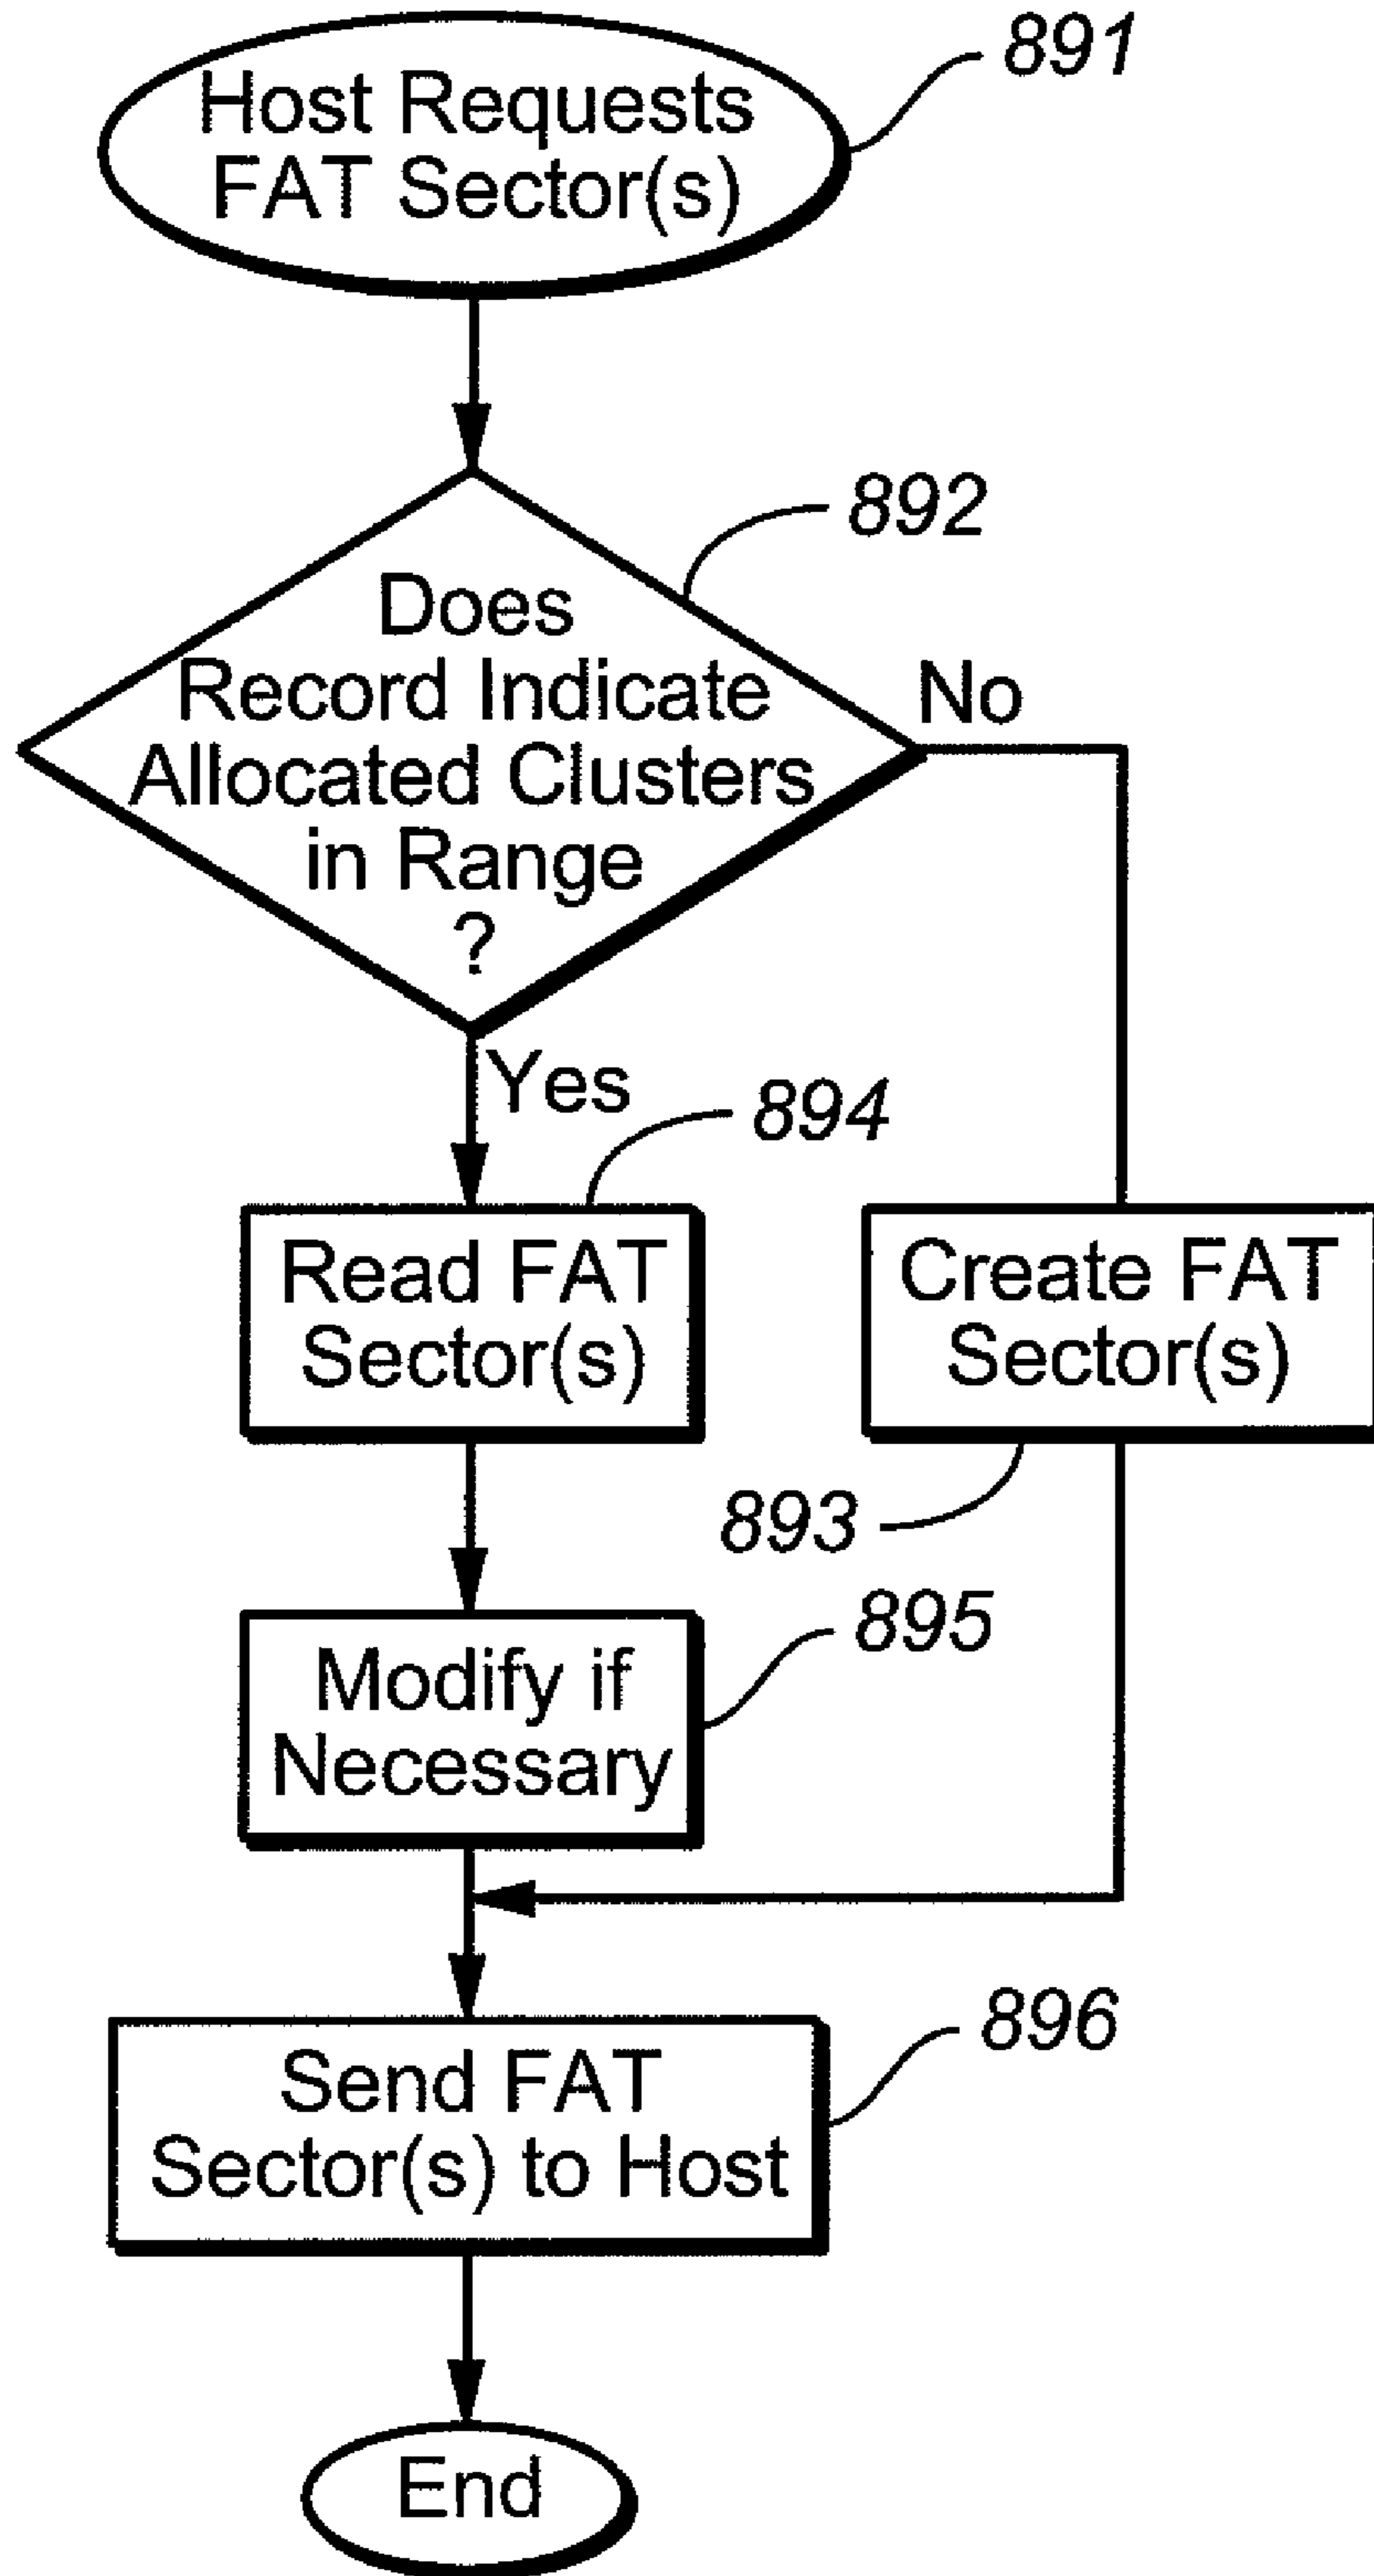 Host Requests
FAT Sector(s)
891
Does
Record Indicate
Allocated Clusters
in Range
?
892
No
Yes
894
Read FAT
Sector(s)
Create FAT
Sector(s)
893
Modify if
Necessary
895
Send FAT
Sector(s) to Host
896
End